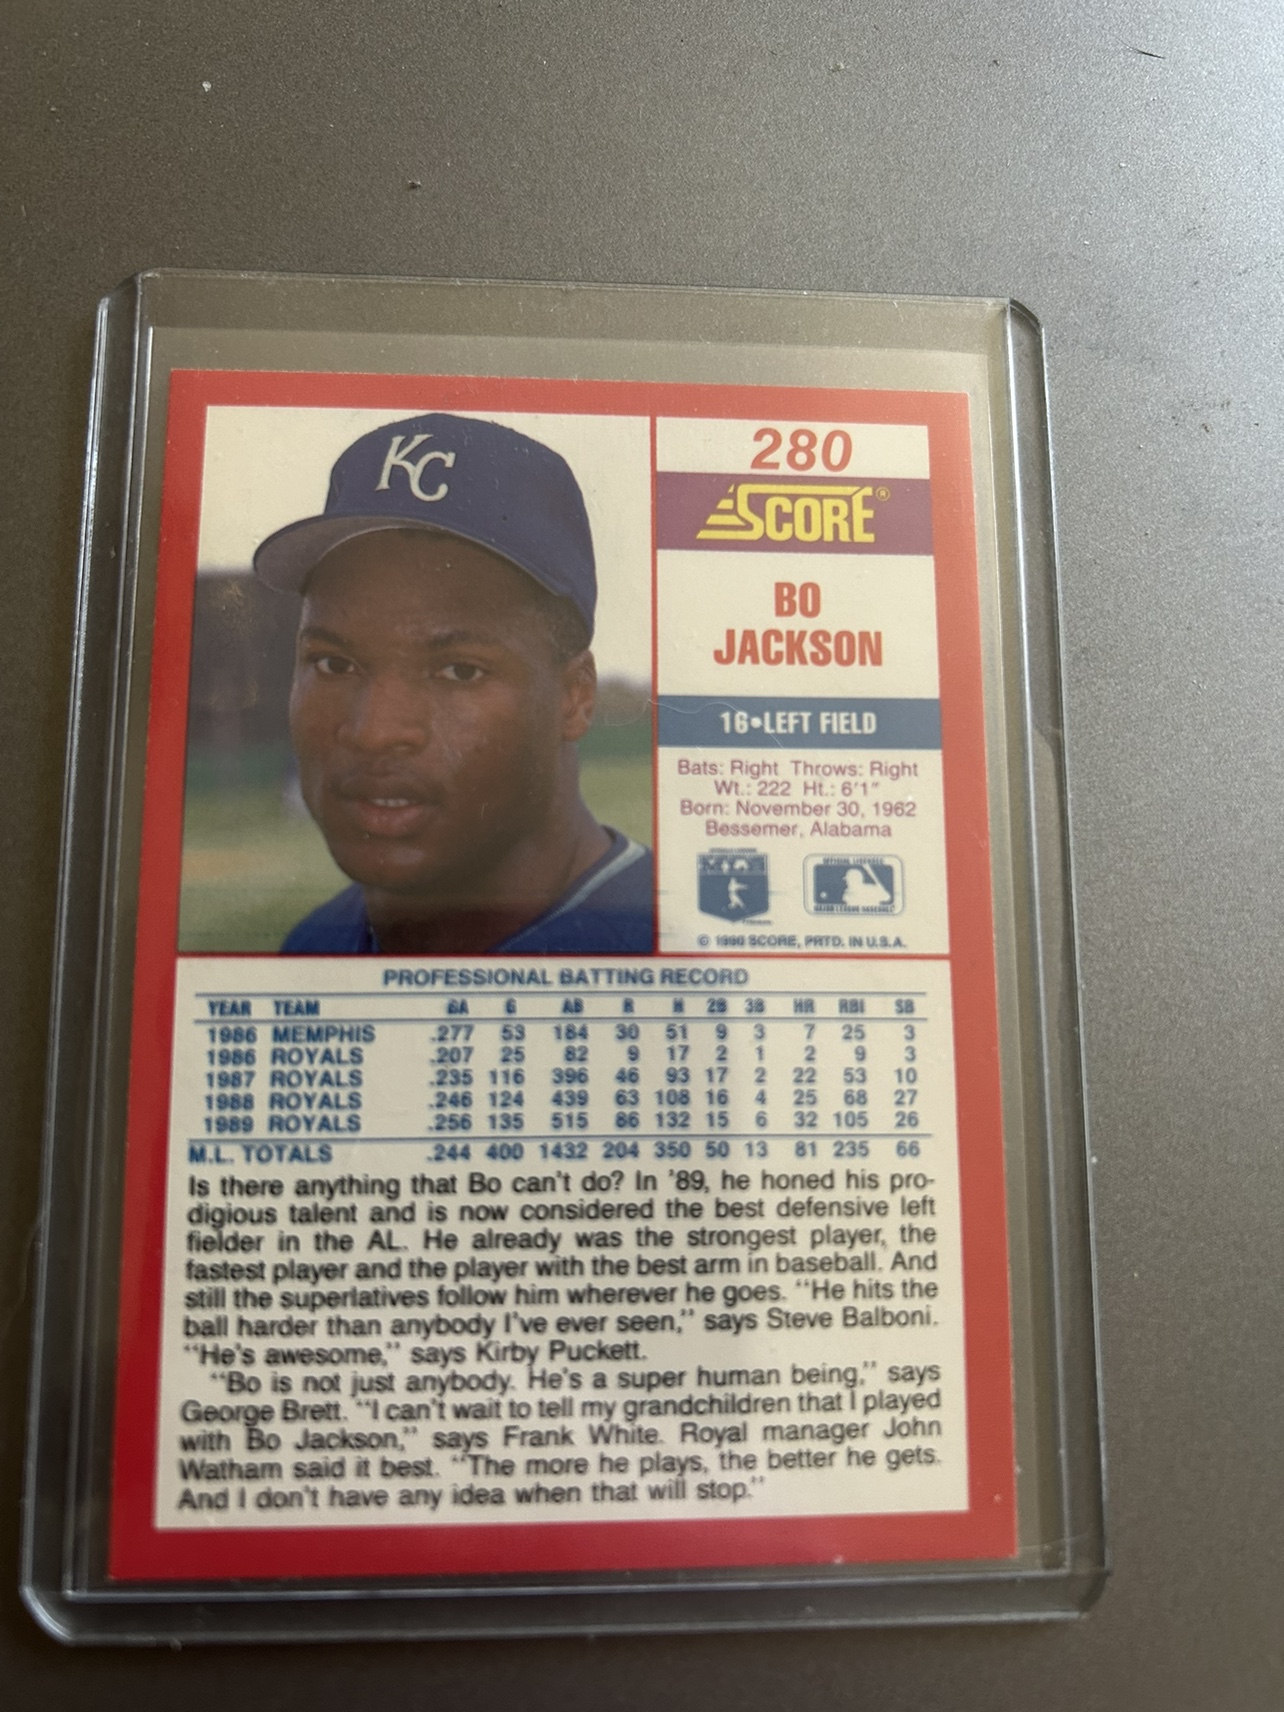 KC
280
SCORE®
BO
JACKSON
16•LEFT FIELD
Bats: Right Throws: Right
Wt.: 222 Ht.: 6'1"
Born: November 30, 1962
Bessemer, Alabama
© 1990 SCORE, PRTD. IN U.S.A.
PROFESSIONAL BATTING RECORD
YEAR TEAM BA G AB R H 2B 3B HR RBI SB
1986 MEMPHIS .277 53 184 30 51 9 3 7 25 3
1986 ROYALS .207 25 82 9 17 2 1 2 9 3
1987 ROYALS .235 116 396 46 93 17 2 22 53 10
1988 ROYALS .246 124 439 63 108 16 4 25 68 27
1989 ROYALS .256 135 515 86 132 15 6 32 105 26
M.L. TOTALS .244 400 1432 204 350 50 13 81 235 66
Is there anything that Bo can't do? In '89, he honed his pro-
digious talent and is now considered the best defensive left
fielder in the AL. He already was the strongest player, the
fastest player and the player with the best arm in baseball. And
still the superlatives follow him wherever he goes. "He hits the
ball harder than anybody I've ever seen," says Steve Balboni.
"He's awesome," says Kirby Puckett.
"Bo is not just anybody. He's a super human being," says
George Brett. "I can't wait to tell my grandchildren that I played
with Bo Jackson," says Frank White. Royal manager John
Watham said it best. "The more he plays, the better he gets.
And I don't have any idea when that will stop."